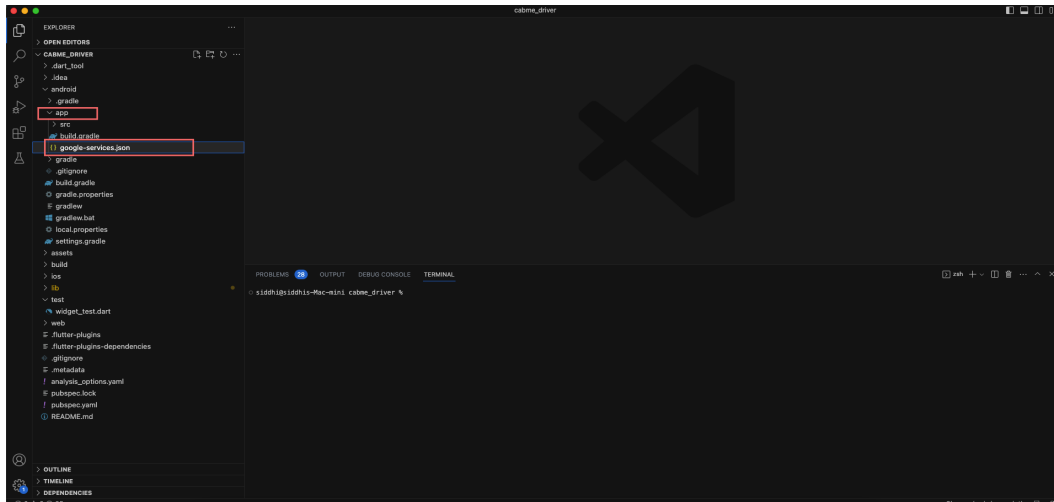 cabme_driver
EXPLORER
OPEN EDITORS
CABME_DRIVER
.dart_tool
.idea
android
.gradle
app
src
build.gradle
google-services.json
gradle
.gitignore
build.gradle
gradle.properties
gradlew
gradlew.bat
local.properties
settings.gradle
assets
build
ios
lib
test
widget_test.dart
web
.flutter-plugins
.flutter-plugins-dependencies
.gitignore
.metadata
analysis_options.yaml
pubspec.lock
pubspec.yaml
README.md
OUTLINE
TIMELINE
DEPENDENCIES
PROBLEMS 28 OUTPUT DEBUG CONSOLE TERMINAL zsh
siddhi@siddhis-Mac-mini cabme_driver %